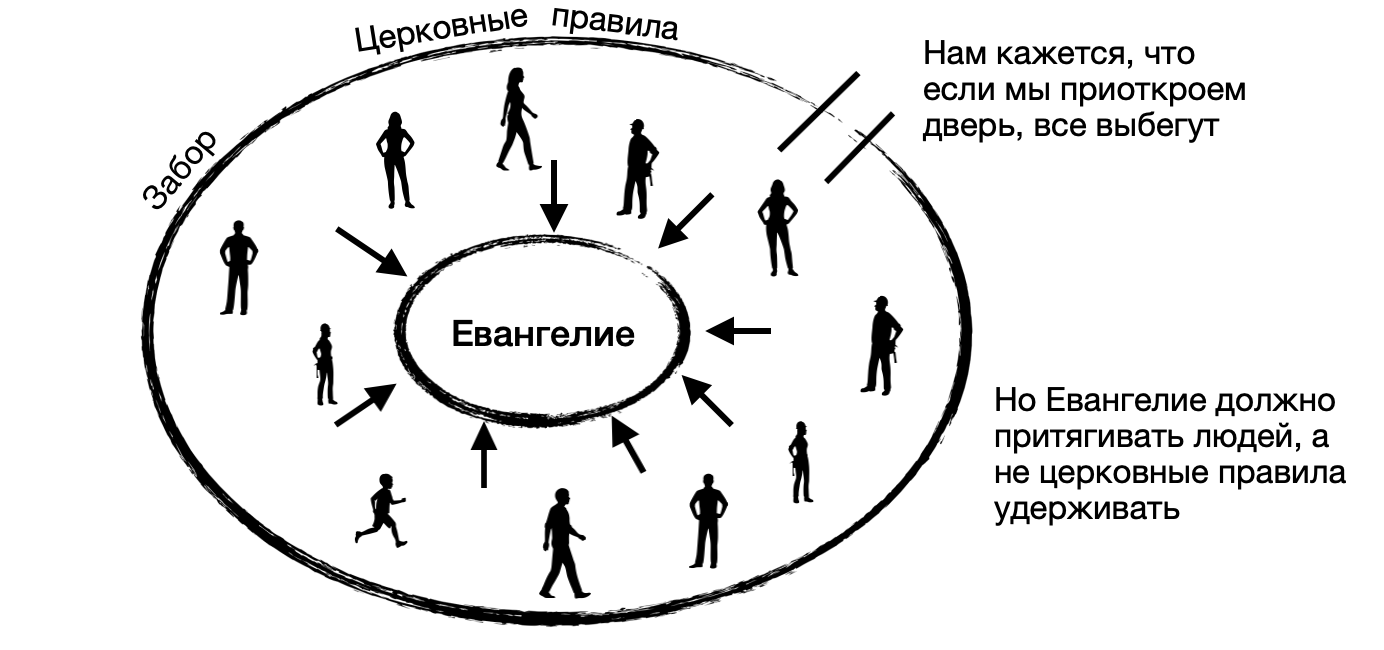 Церковные правила
Забор
Нам кажется, что
если мы приоткроем
дверь, все выбегут
Евангелие
Но Евангелие должно
притягивать людей, а
не церковные правила
удерживать